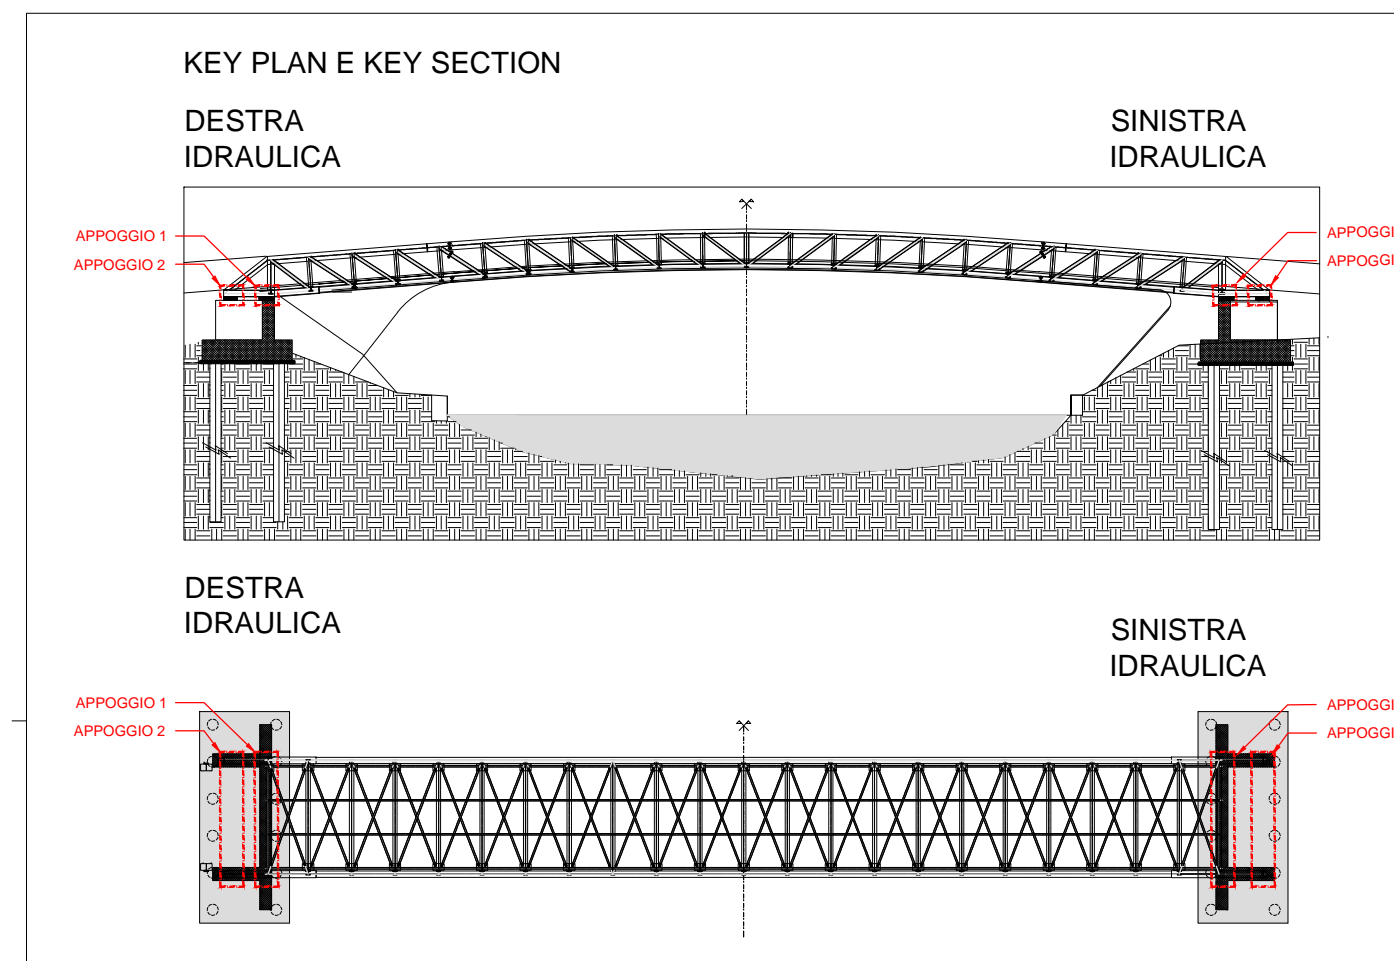 KEY PLAN E KEY SECTION
DESTRA
IDRAULICA
SINISTRA
IDRAULICA
APPOGGIO 1
APPOGGIO 2
APPOGGI
APPOGGI
DESTRA
IDRAULICA
SINISTRA
IDRAULICA
APPOGGIO 1
APPOGGIO 2
APPOGGI
APPOGGI